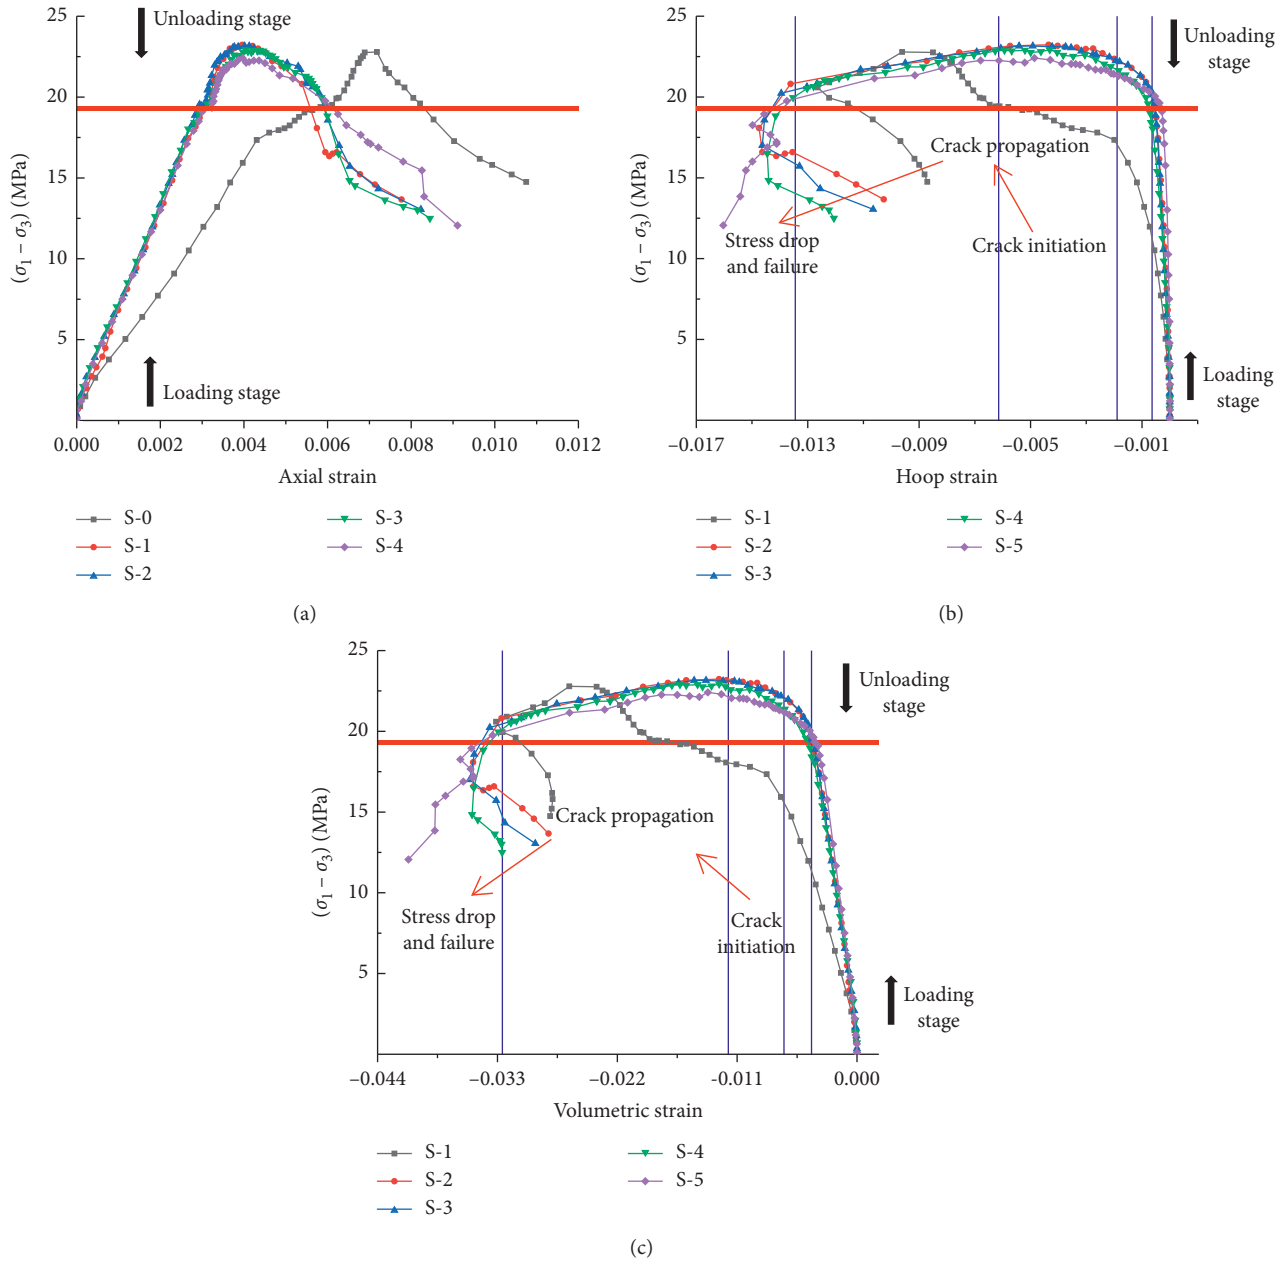 25
20
15
10
5
(σ1 – σ3) (MPa)
Unloading stage
Loading stage
0.000
0.002
0.004
0.006
0.008
0.010
0.012
Axial strain
S-0
S-1
S-2
S-3
S-4
(a)
25
20
15
10
5
(σ1 – σ3) (MPa)
Unloading
stage
Crack propagation
Stress drop
and failure
Crack initiation
Loading
stage
–0.017
–0.013
–0.009
–0.005
–0.001
Hoop strain
S-1
S-2
S-3
S-4
S-5
(b)
25
20
15
10
5
(σ1 – σ3) (MPa)
Unloading
stage
Crack propagation
Stress drop
and failure
Crack
initiation
Loading
stage
–0.044
–0.033
–0.022
-0.011
0.000
Volumetric strain
S-1
S-2
S-3
S-4
S-5
(c)